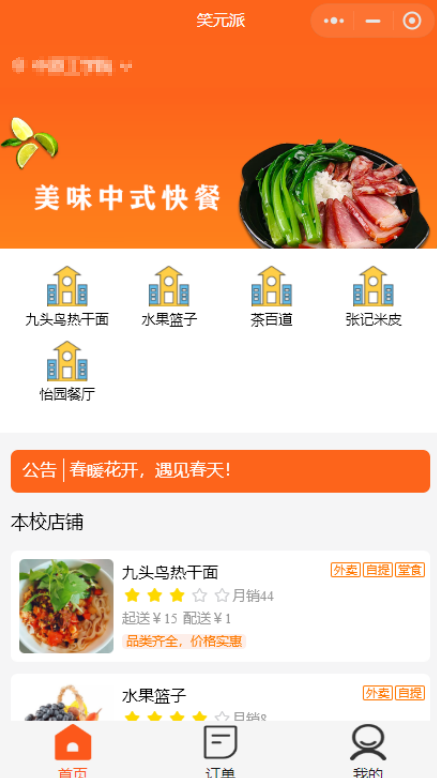 笑元派
美味中式快餐
九头鸟热干面 水果篮子 茶百道 张记米皮
怡园餐厅
公告 春暖花开，遇见春天！
本校店铺
九头鸟热干面 外卖 自提 堂食
月销44
起送￥15 配送￥1
品类齐全，价格实惠
水果篮子 外卖 自提
月销8
首页 订单 我的